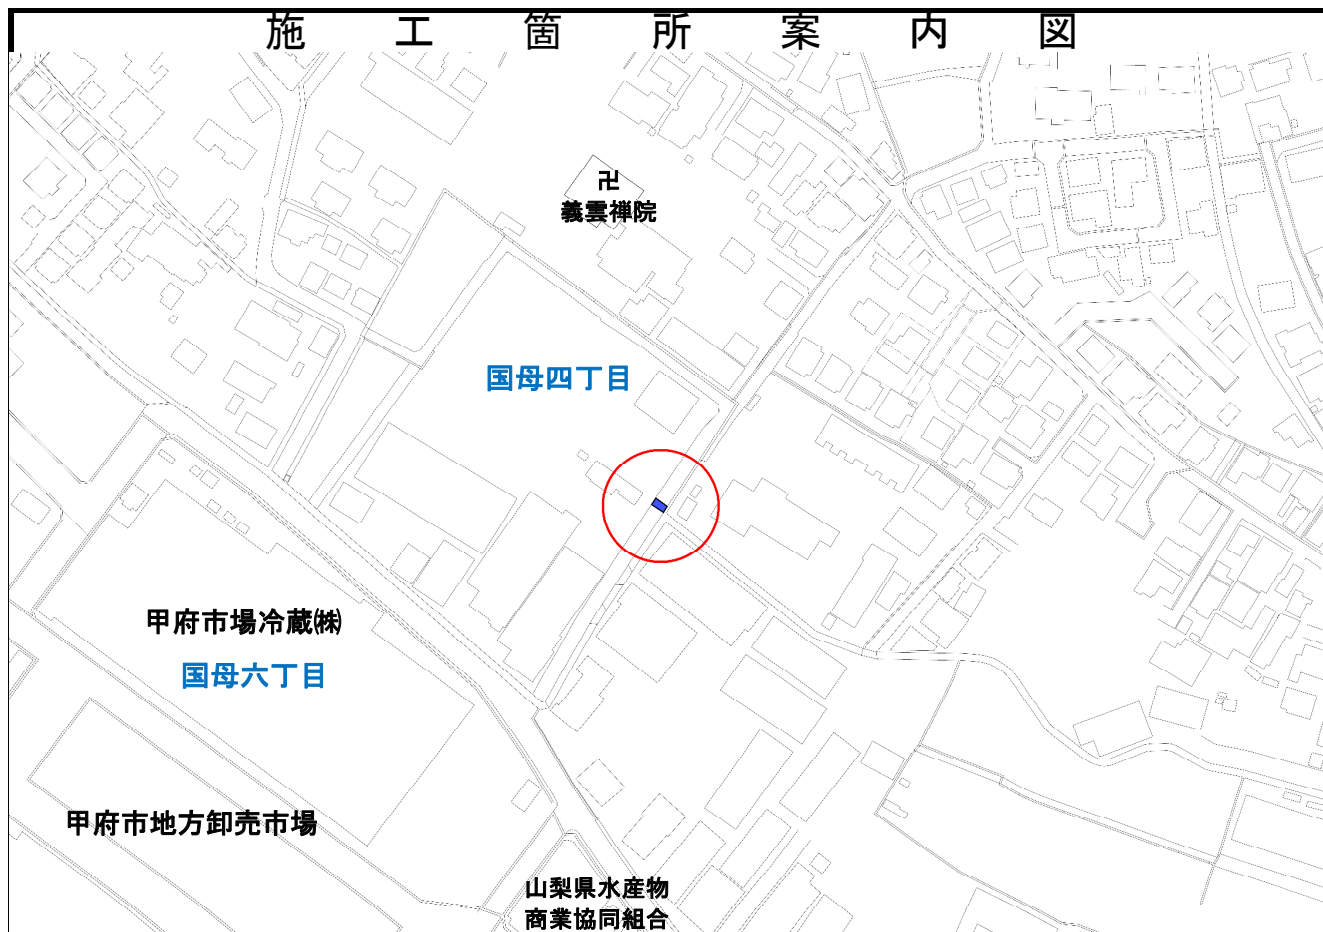 施工箇所案内図
卍
義雲禅院
国母四丁目
甲府市場冷蔵㈱
国母六丁目
甲府市地方卸売市場
山梨県水産物
商業協同組合